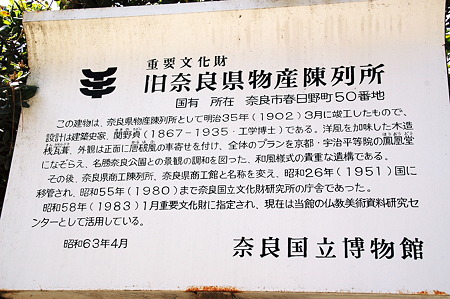 重要文化財
旧奈良県物産陳列所
国有 所在 奈良市春日野町50番地
この建物は、奈良県物産陳列所として明治35年(1902)3月に竣工したもので、
設計は建築史家、関野貞(1867-1935・工学博士)である。洋風を加味した木造
桟瓦葺、外観は正面に唐破風の車寄せを付け、全体のプランを京都・宇治平等院の鳳凰堂
になぞらえ、名勝奈良公園との景観の調和を図った、和風様式の貴重な遺構である。
その後、奈良県商工陳列所、奈良県商工館と名称を変え、昭和26年(1951)国に
移管され、昭和55年(1980)まで奈良国立文化財研究所の庁舎であった。
昭和58年(1983)1月重要文化財に指定され、現在は当館の仏教美術資料研究セ
ンターとして活用している。
昭和63年4月
奈良国立博物館